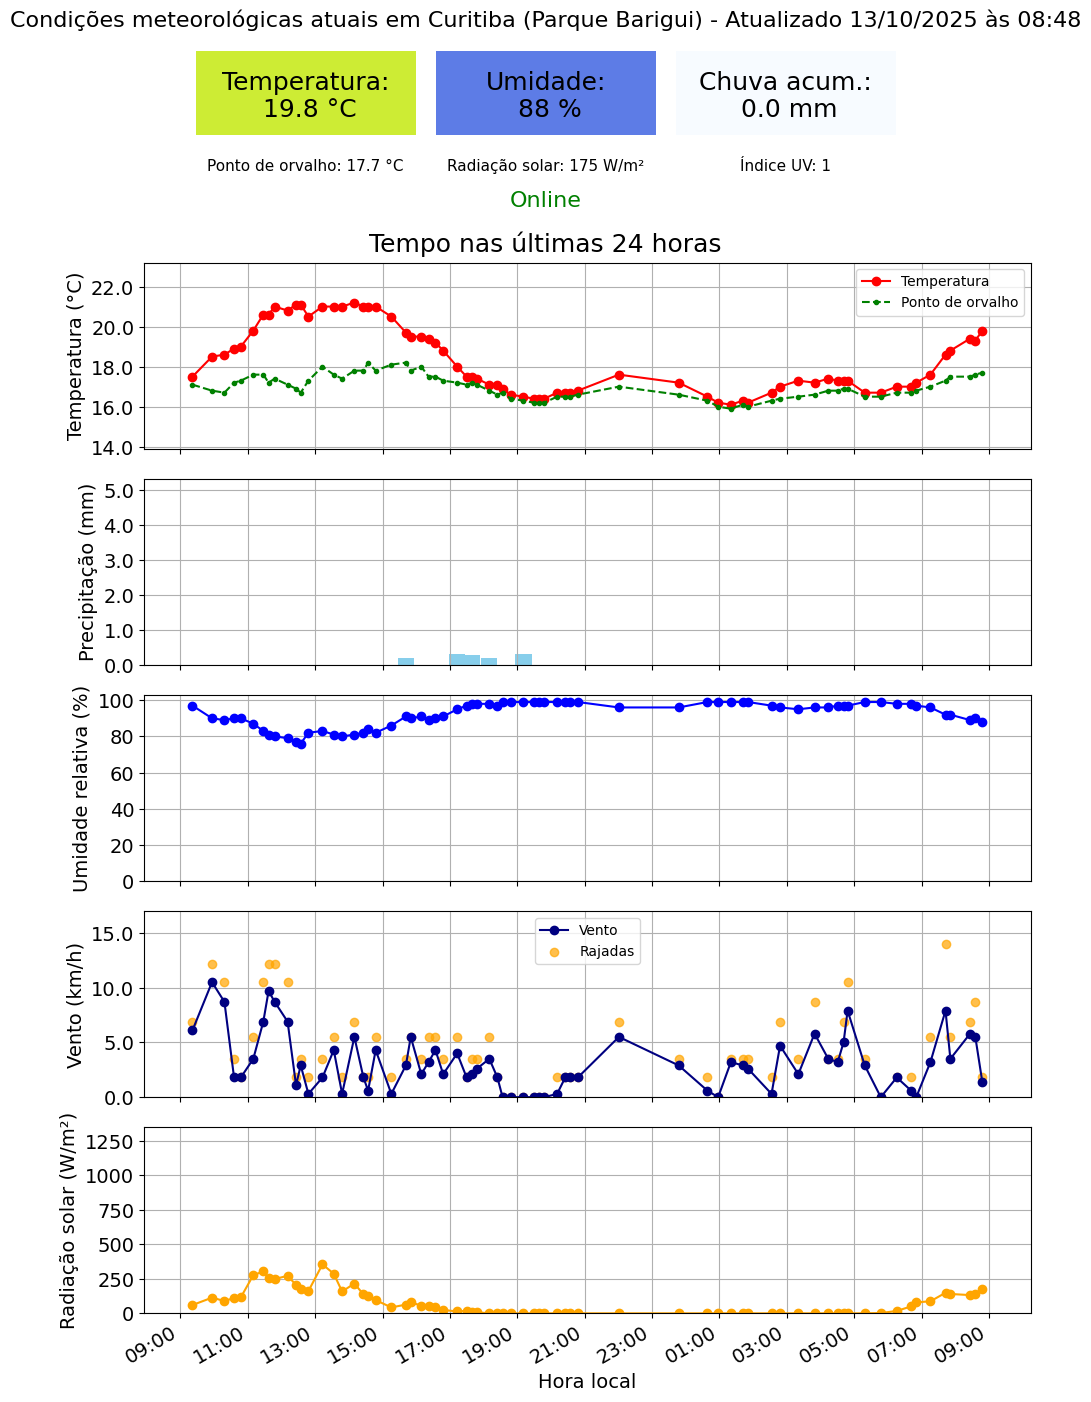 Condições meteorológicas atuais em Curitiba (Parque Barigui) - Atualizado 13/10/2025 às 08:48
Temperatura:
19.8 °C
Umidade:
88 %
Chuva acum.:
0.0 mm
Ponto de orvalho: 17.7 °C
Radiação solar: 175 W/m²
Índice UV: 1
Online
Tempo nas últimas 24 horas
Temperatura (°C)
22.0
20.0
18.0
16.0
14.0
Temperatura
Ponto de orvalho
Precipitação (mm)
5.0
4.0
3.0
2.0
1.0
0.0
Umidade relativa (%)
100
80
60
40
20
0
Vento (km/h)
15.0
10.0
5.0
0.0
Vento
Rajadas
Radiação solar (W/m²)
1250
1000
750
500
250
0
09:00
11:00
13:00
15:00
17:00
19:00
21:00
23:00
01:00
03:00
05:00
07:00
09:00
Hora local